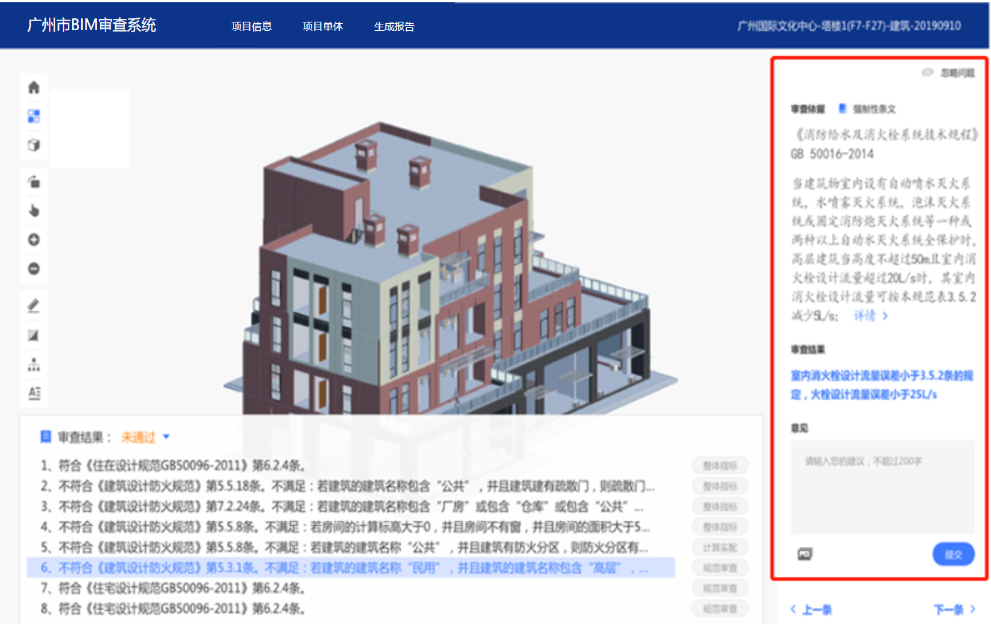 广州市BIM审查系统
项目信息 项目单体 生成报告
广州国际文化中心-塔楼1(F7-F27)-建筑-20190910
忽略问题
审查依据 强制性条文
《消防给水及消火栓系统技术规程》
GB 50016-2014
当建筑物室内设有自动喷水灭火系
统，水喷雾灭火系统，泡沫灭火系
统或固定消防炮灭火系统等一种或
两种以上自动水灭火系统全保护时，
高层建筑当高度不超过50m且室内消
火栓设计流量超过20L/s时，其室内
消火栓设计流量可按本规范表3.5.2
减少5L/s; 详情 >
审查结果
室内消火栓设计流量误差小于3.5.2条的规
定，火栓设计流量误差小于25L/s
意见
请输入您的建议，不超过200字
提交
< 上一条 下一条 >
审查结果： 未通过
1、符合《住在设计规范GB50096-2011》第6.2.4条。 整体指标
2、不符合《建筑设计防火规范》第5.5.18条。不满足：若建筑的建筑名称包含“公共”，并且建筑建有疏散门，则疏散门... 整体指标
3、不符合《建筑设计防火规范》第7.2.24条。不满足：若建筑的建筑名称包含“厂房”或包含“仓库”或包含“公共”... 整体指标
4、不符合《建筑设计防火规范》第5.5.8条。不满足：若房间的计算标高大于0，并且房间不有窗，并且房间的面积大于5... 整体指标
5、不符合《建筑设计防火规范》第5.5.8条。不满足：若建筑的建筑名称“公共”，并且建筑有防火分区，则防火分区有... 计算实配
6、不符合《建筑设计防火规范》第5.3.1条。不满足：若建筑的建筑名称“民用”，并且建筑的建筑名称包含“高层”，... 规范审查
7、符合《住宅设计规范GB50096-2011》第6.2.4条。 规范审查
8、符合《住宅设计规范GB50096-2011》第6.2.4条。 规范审查